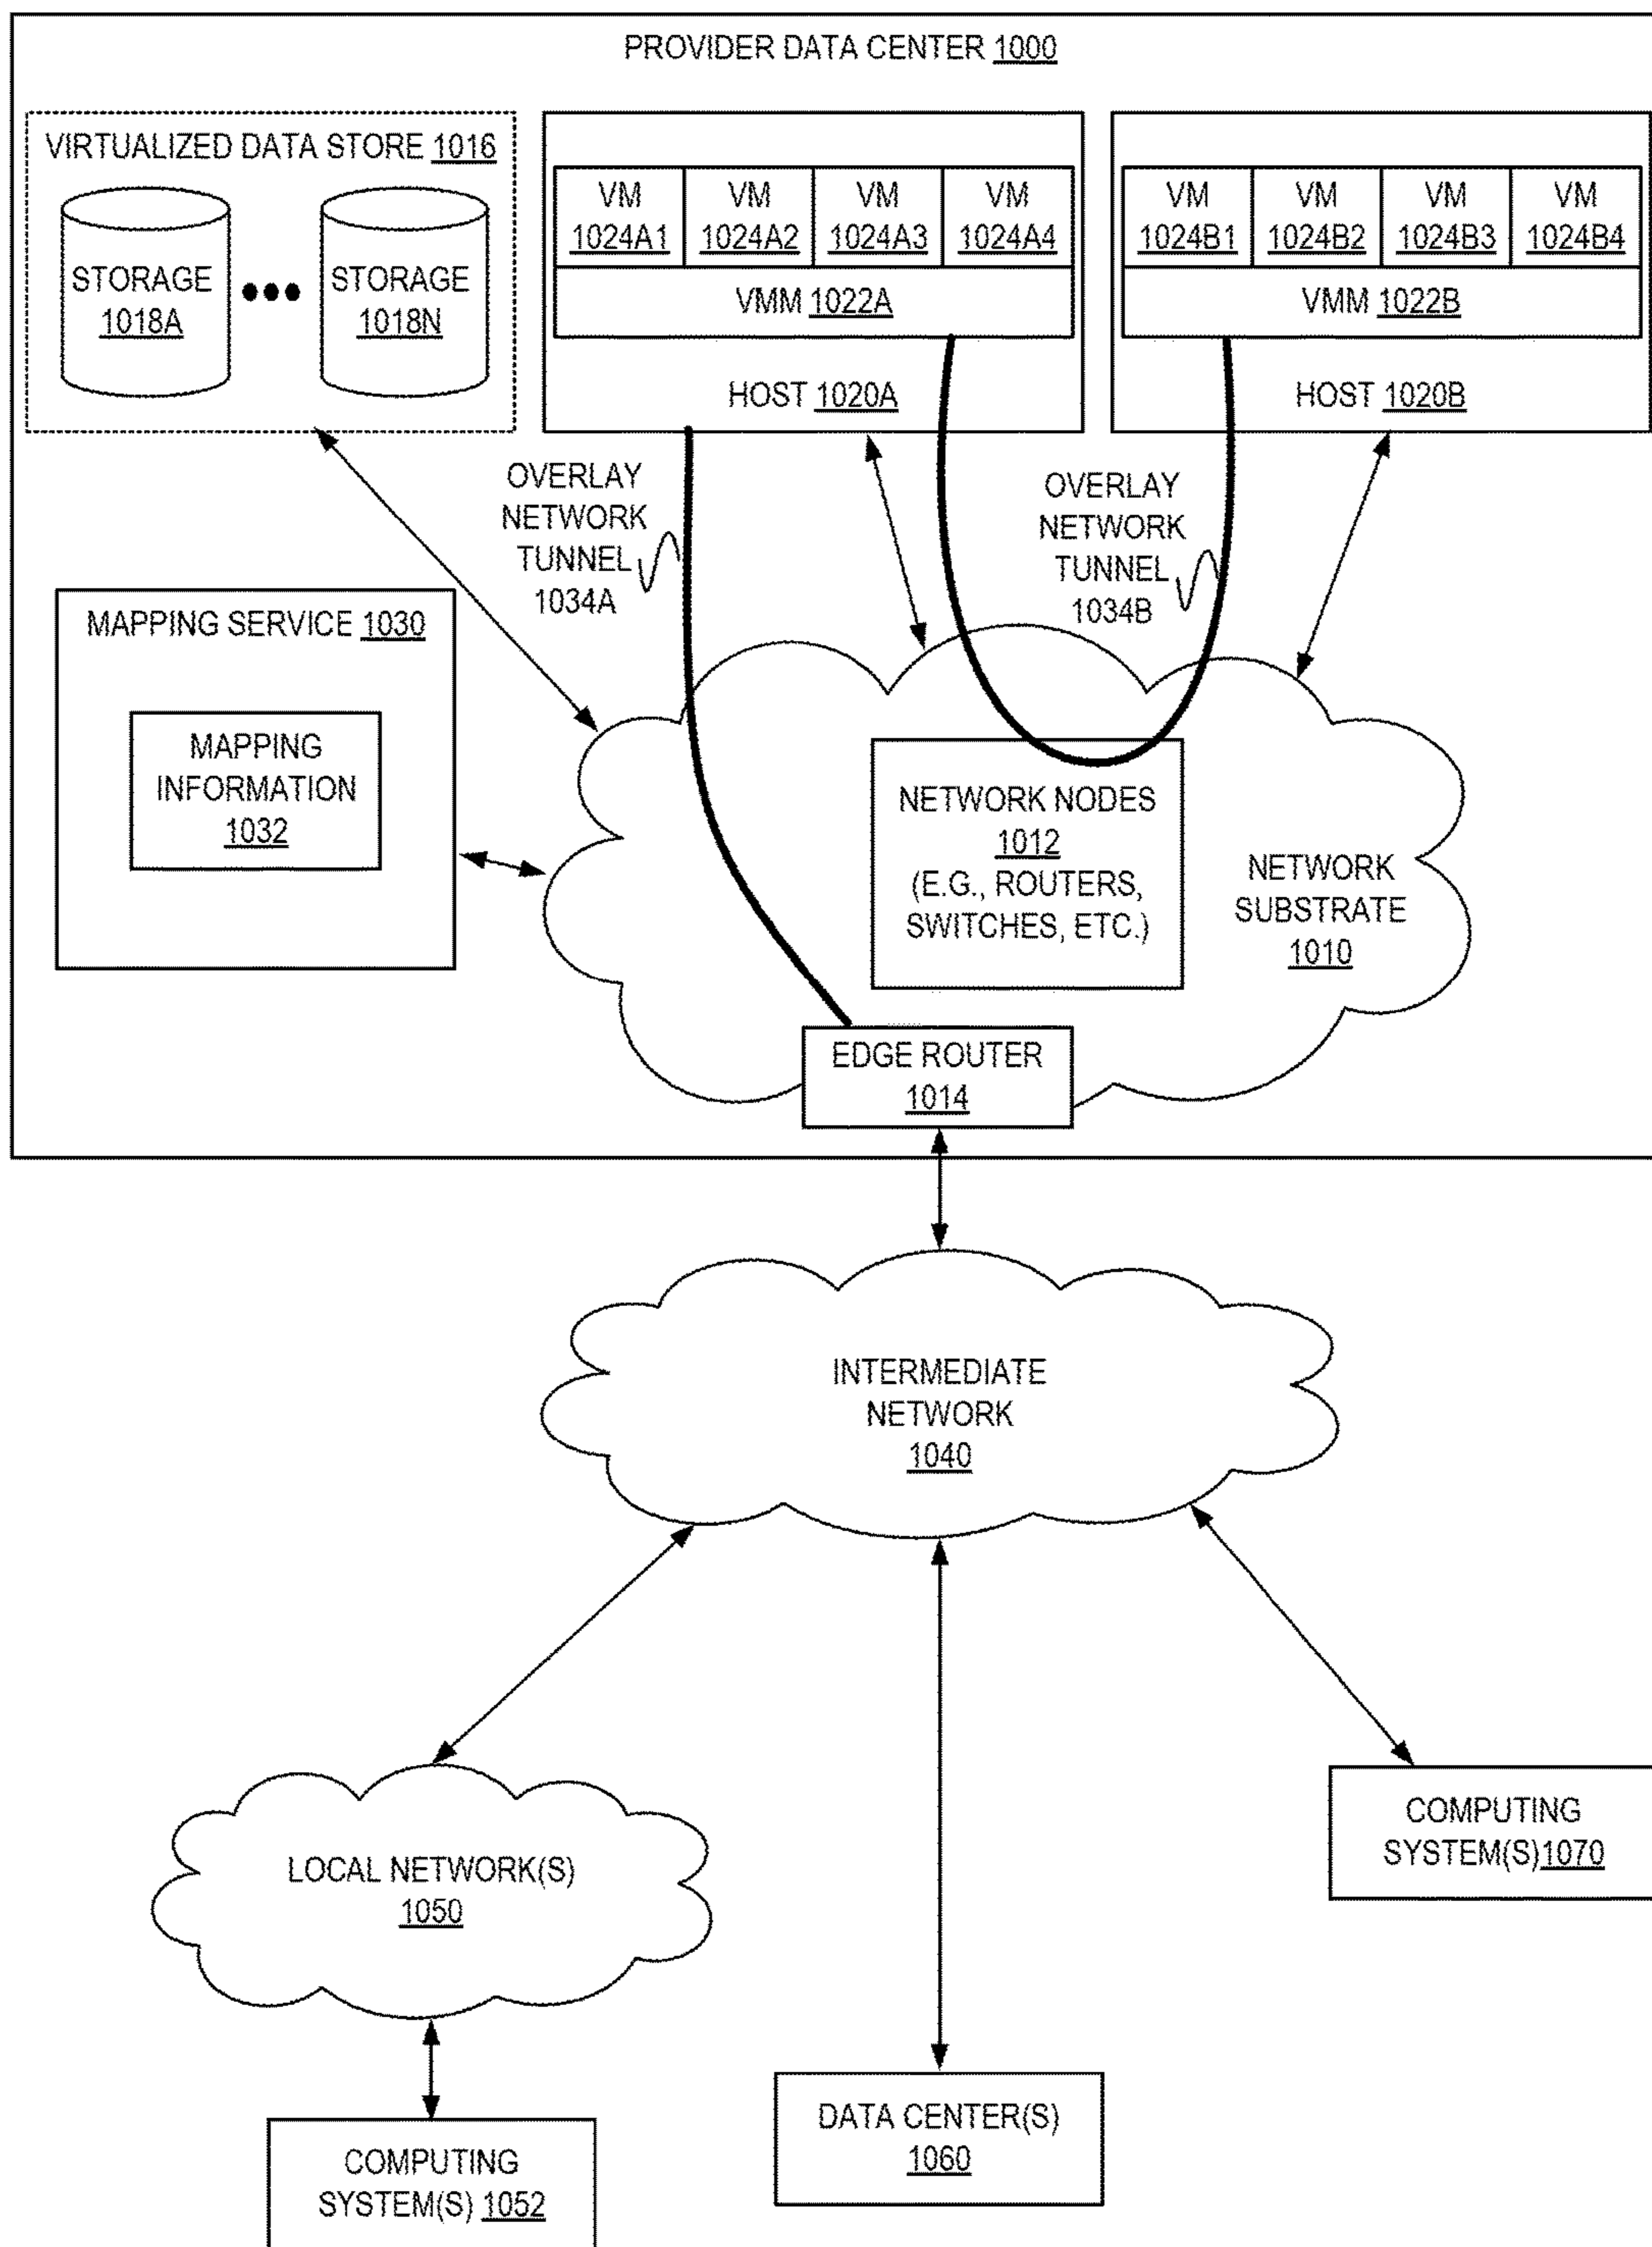 PROVIDER DATA CENTER 1000
VIRTUALIZED DATA STORE 1016
STORAGE
1018A
STORAGE
1018N
VM
1024A1
VM
1024A2
VM
1024A3
VM
1024A4
VMM 1022A
HOST 1020A
VM
1024B1
VM
1024B2
VM
1024B3
VM
1024B4
VMM 1022B
HOST 1020B
OVERLAY
NETWORK
TUNNEL
1034A
OVERLAY
NETWORK
TUNNEL
1034B
MAPPING SERVICE 1030
MAPPING
INFORMATION
1032
NETWORK NODES
1012
(E.G., ROUTERS,
SWITCHES, ETC.)
NETWORK
SUBSTRATE
1010
EDGE ROUTER
1014
INTERMEDIATE
NETWORK
1040
LOCAL NETWORK(S)
1050
COMPUTING
SYSTEM(S)1070
DATA CENTER(S)
1060
COMPUTING
SYSTEM(S) 1052